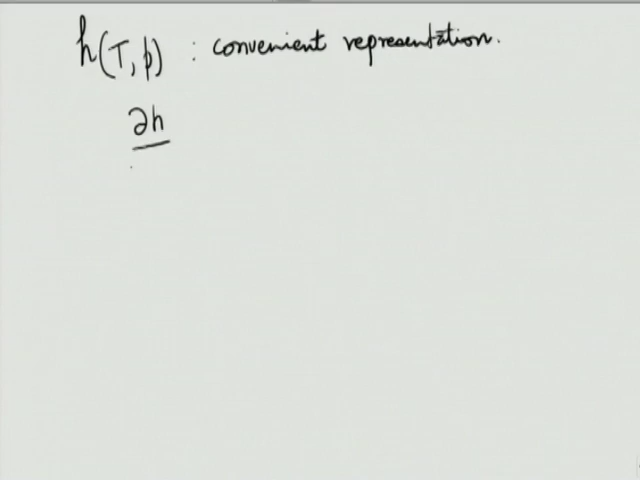 h(T, p) : convenient representation.
∂h